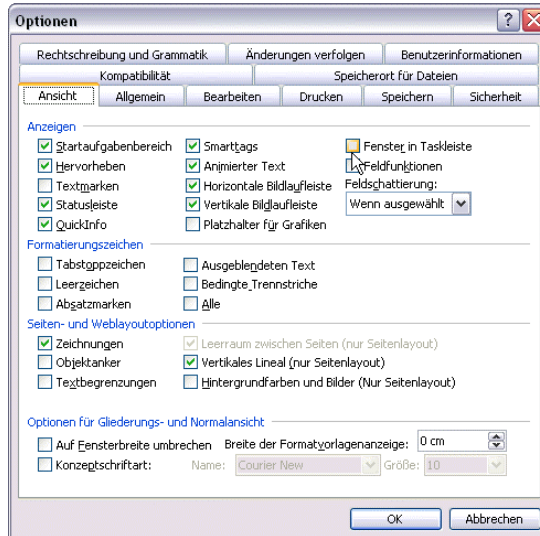 Optionen
Rechtschreibung und Grammatik Änderungen verfolgen Benutzerinformationen
Kompatibilität Speicherort für Dateien
Ansicht Allgemein Bearbeiten Drucken Speichern Sicherheit
Anzeigen
Startaufgabenbereich Smarttags Fenster in Taskleiste
Hervorheben Animierter Text Feldfunktionen
Textmarken Horizontale Bildlaufleiste Feldschattierung:
Statusleiste Vertikale Bildlaufleiste Wenn ausgewählt
QuickInfo Platzhalter für Grafiken
Formatierungszeichen
Tabstoppzeichen Ausgeblendeten Text
Leerzeichen Bedingte Trennstriche
Absatzmarken Alle
Seiten- und Weblayoutoptionen
Zeichnungen Leerraum zwischen Seiten (nur Seitenlayout)
Objektanker Vertikales Lineal (nur Seitenlayout)
Textbegrenzungen Hintergrundfarben und Bilder (Nur Seitenlayout)
Optionen für Gliederungs- und Normalansicht
Auf Fensterbreite umbrechen Breite der Formatvorlagenanzeige: 0 cm
Konzeptschriftart: Name: Courier New Größe: 10
OK Abbrechen